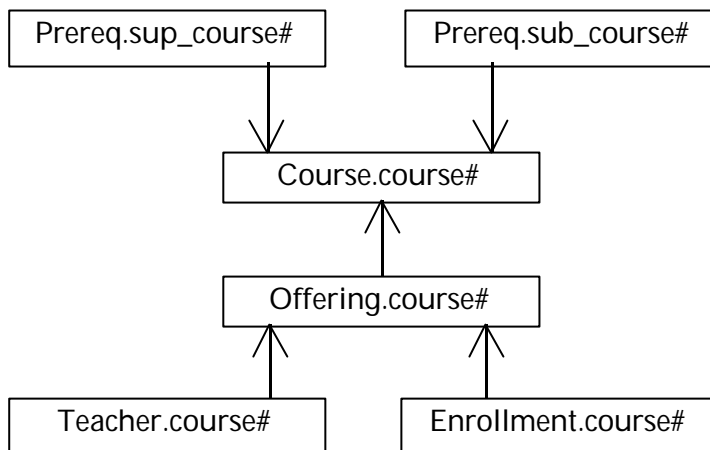 Prereq.sup_course#
Prereq.sub_course#
Course.course#
Offering.course#
Teacher.course#
Enrollment.course#